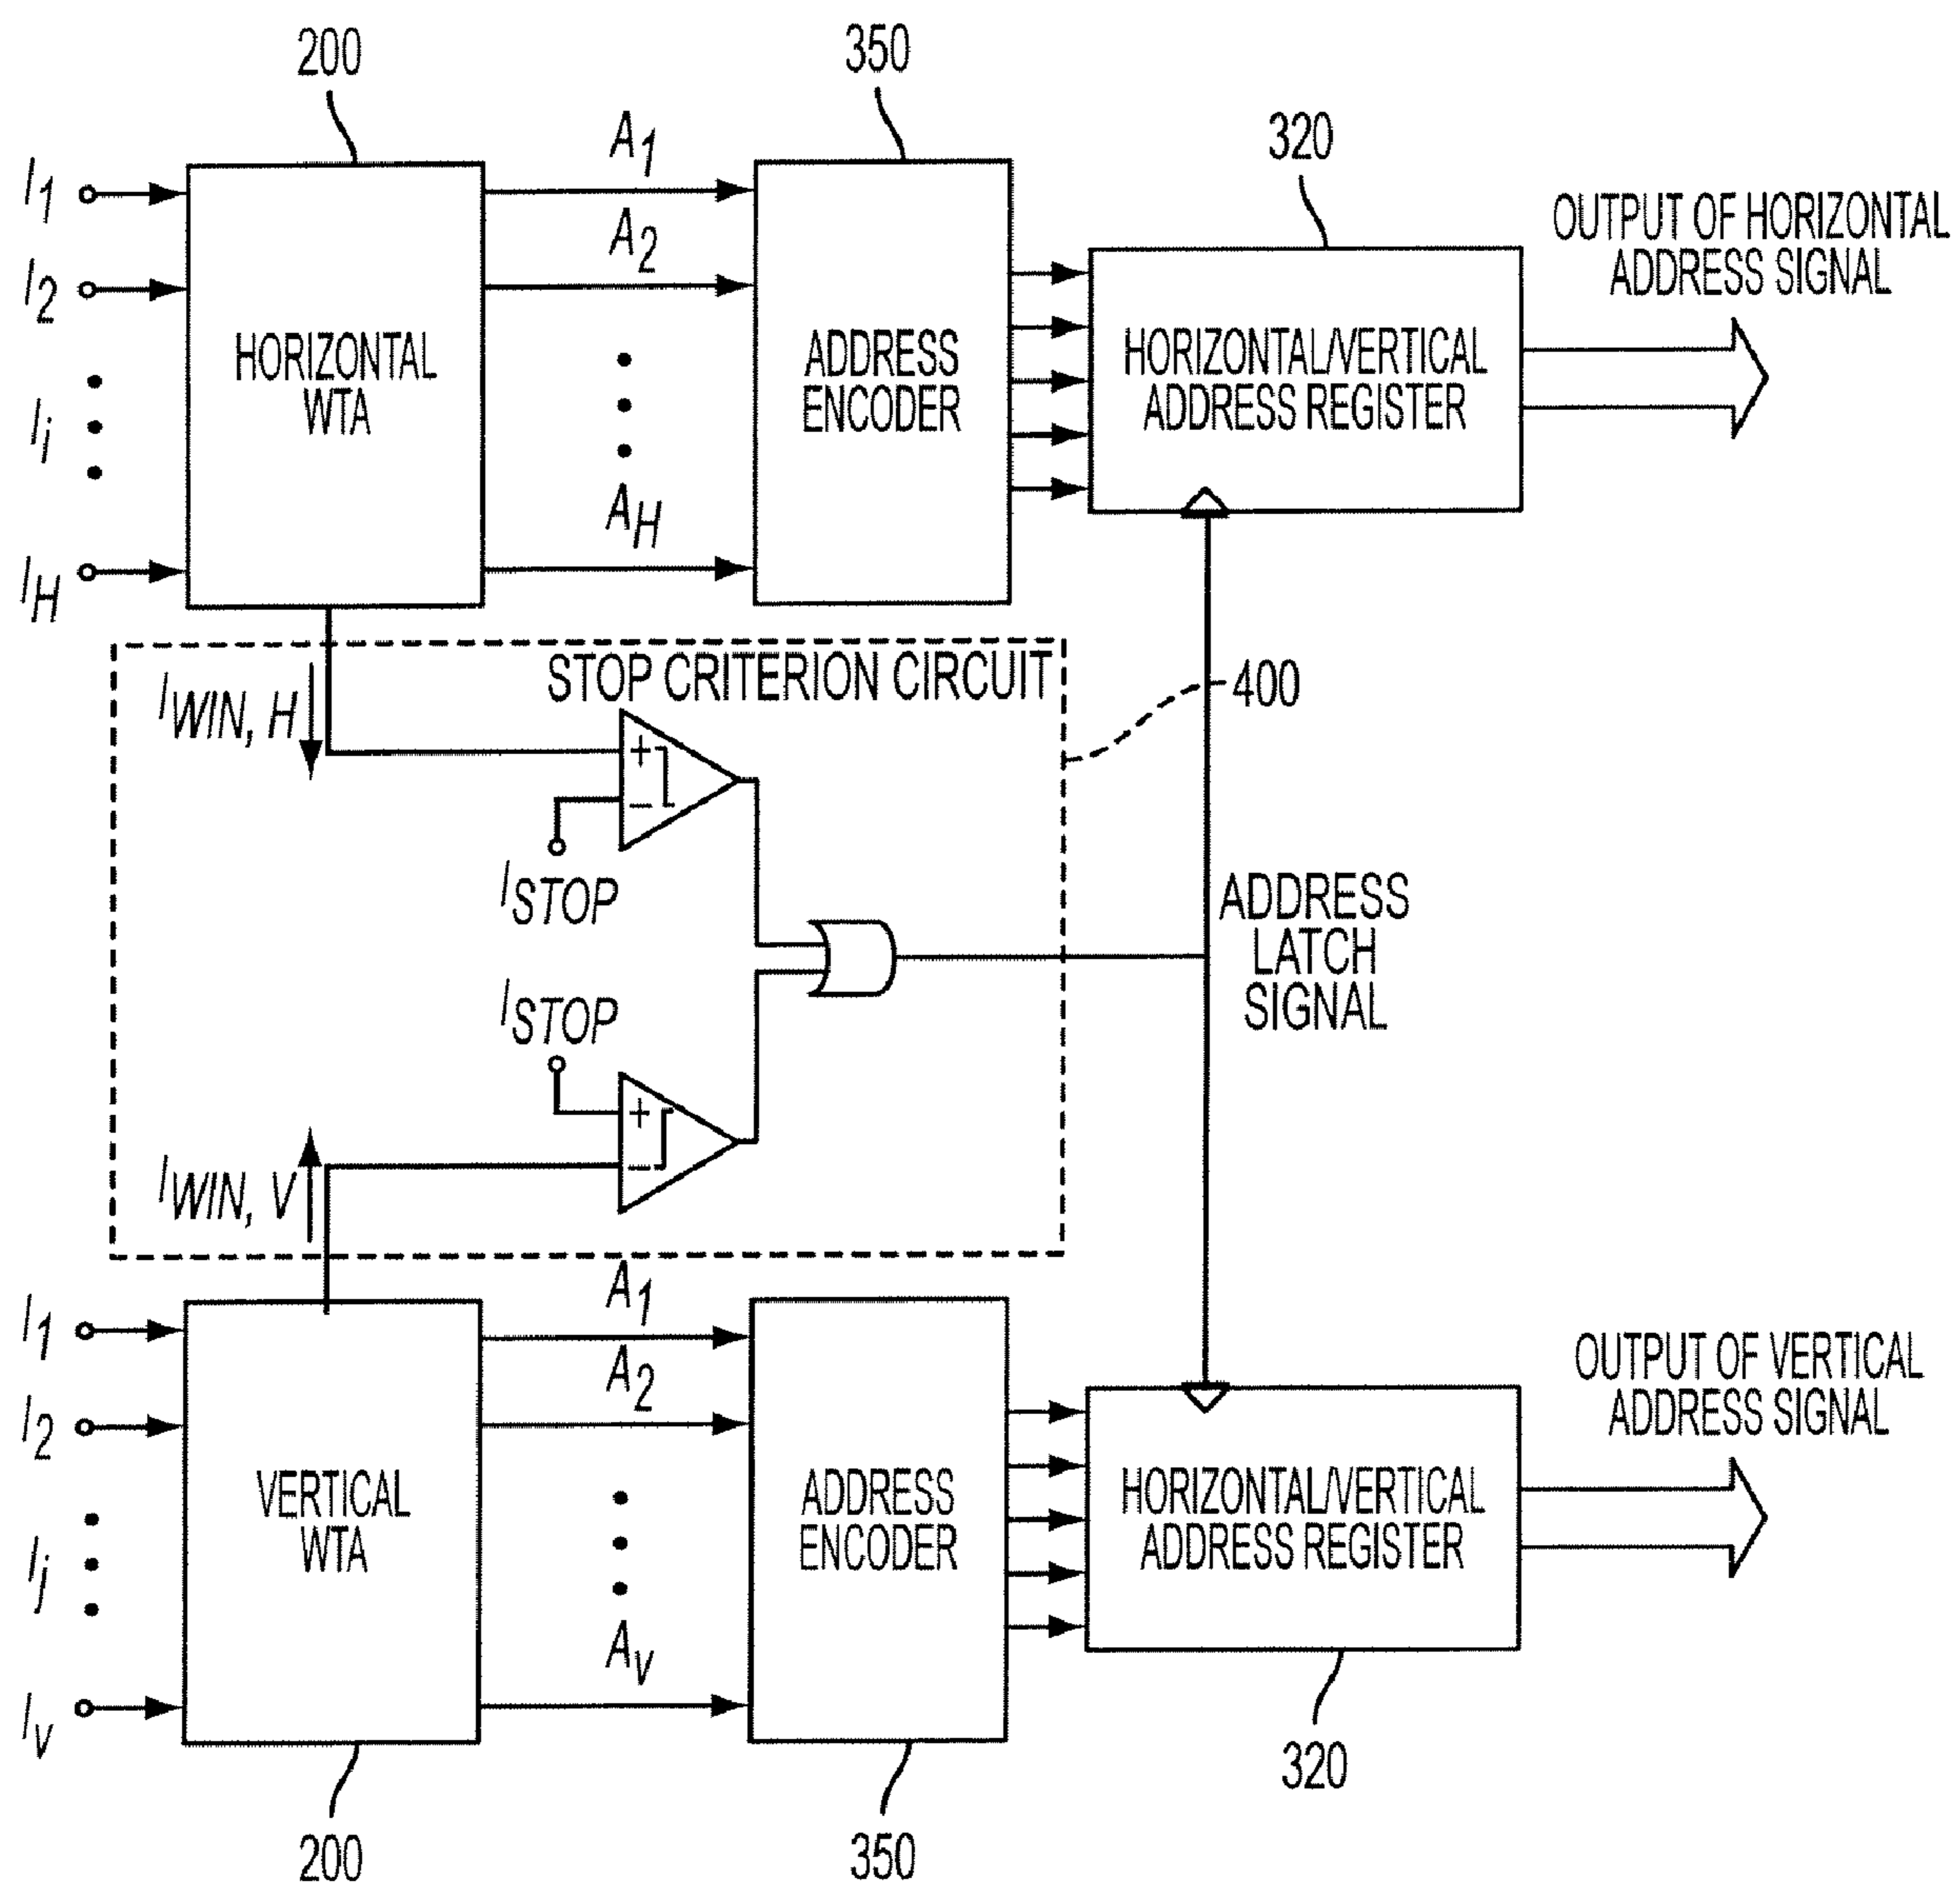 200
350
320
I1
I2
Ii
IH
HORIZONTAL
WTA
A1
A2
AH
ADDRESS
ENCODER
HORIZONTAL/VERTICAL
ADDRESS REGISTER
OUTPUT OF HORIZONTAL
ADDRESS SIGNAL
STOP CRITERION CIRCUIT
400
IWIN, H
+
−
ISTOP
ISTOP
+
−
IWIN, V
ADDRESS
LATCH
SIGNAL
I1
I2
Ij
IV
VERTICAL
WTA
A1
A2
AV
ADDRESS
ENCODER
HORIZONTAL/VERTICAL
ADDRESS REGISTER
OUTPUT OF VERTICAL
ADDRESS SIGNAL
200
350
320